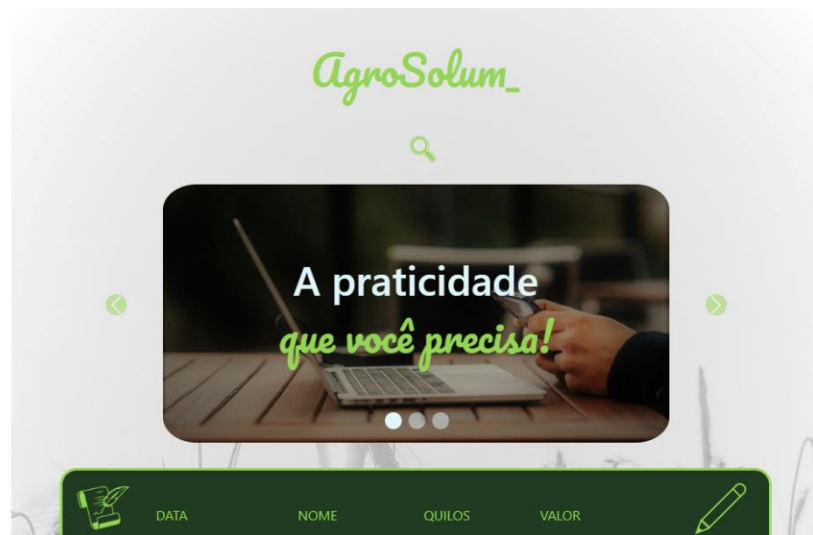 AgroSolum_
A praticidade
que você precisa!
DATA NOME QUILOS VALOR